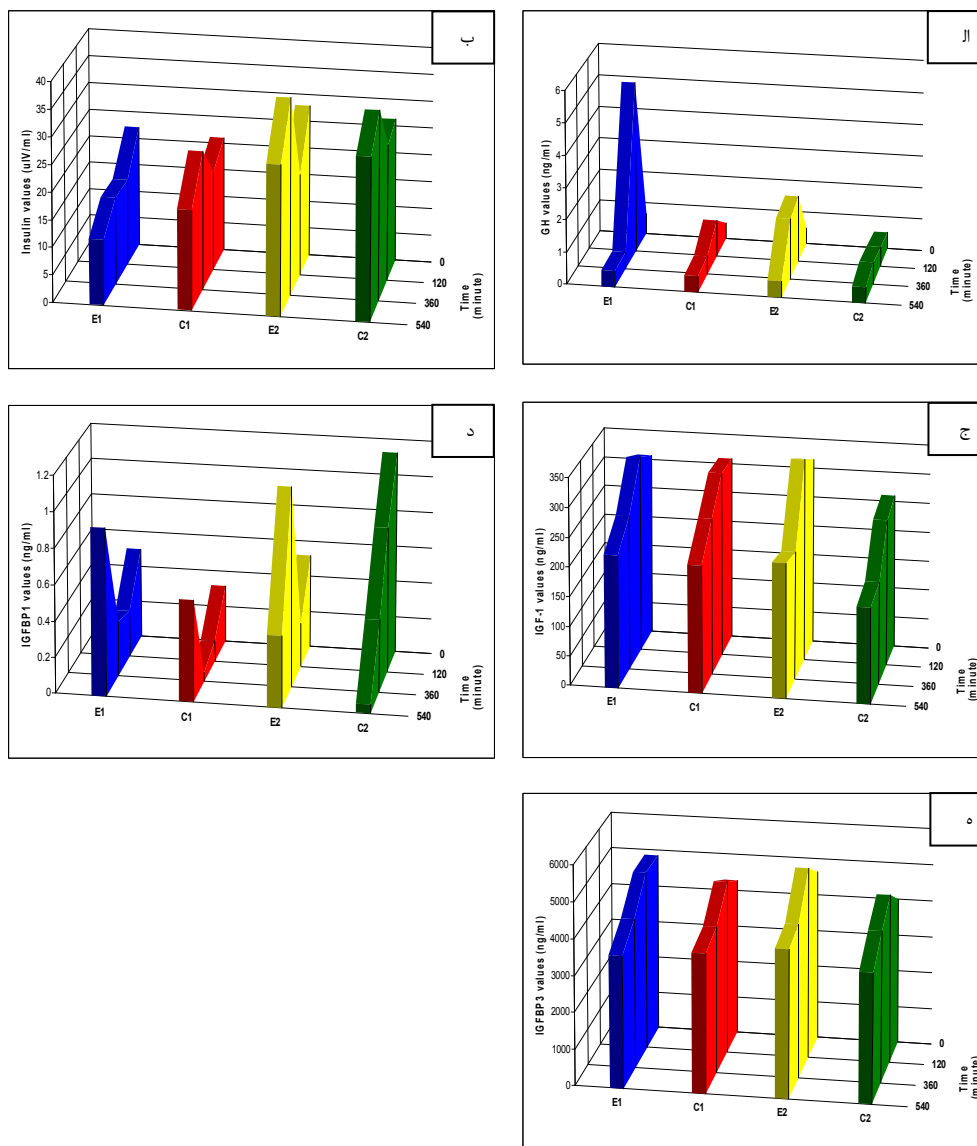 ب
Insulin values (uIV/ml)
40
35
30
25
20
15
10
5
0
E1
C1
E2
C2
0
120
360
540
Time
(minute)
ال
GH values (ng/ml)
6
5
4
3
2
1
0
E1
C1
E2
C2
0
120
360
540
Time
(minute)
د
IGFBP1 values (ng/ml)
1.2
1
0.8
0.6
0.4
0.2
0
E1
C1
E2
C2
0
120
360
540
Time
(minute)
ج
IGF-1 values (ng/ml)
350
300
250
200
150
100
50
0
E1
C1
E2
C2
0
120
360
540
Time
(minute)
ه
IGFBP3 values (ng/ml)
6000
5000
4000
3000
2000
1000
0
E1
C1
E2
C2
0
120
360
540
Time
(minute)